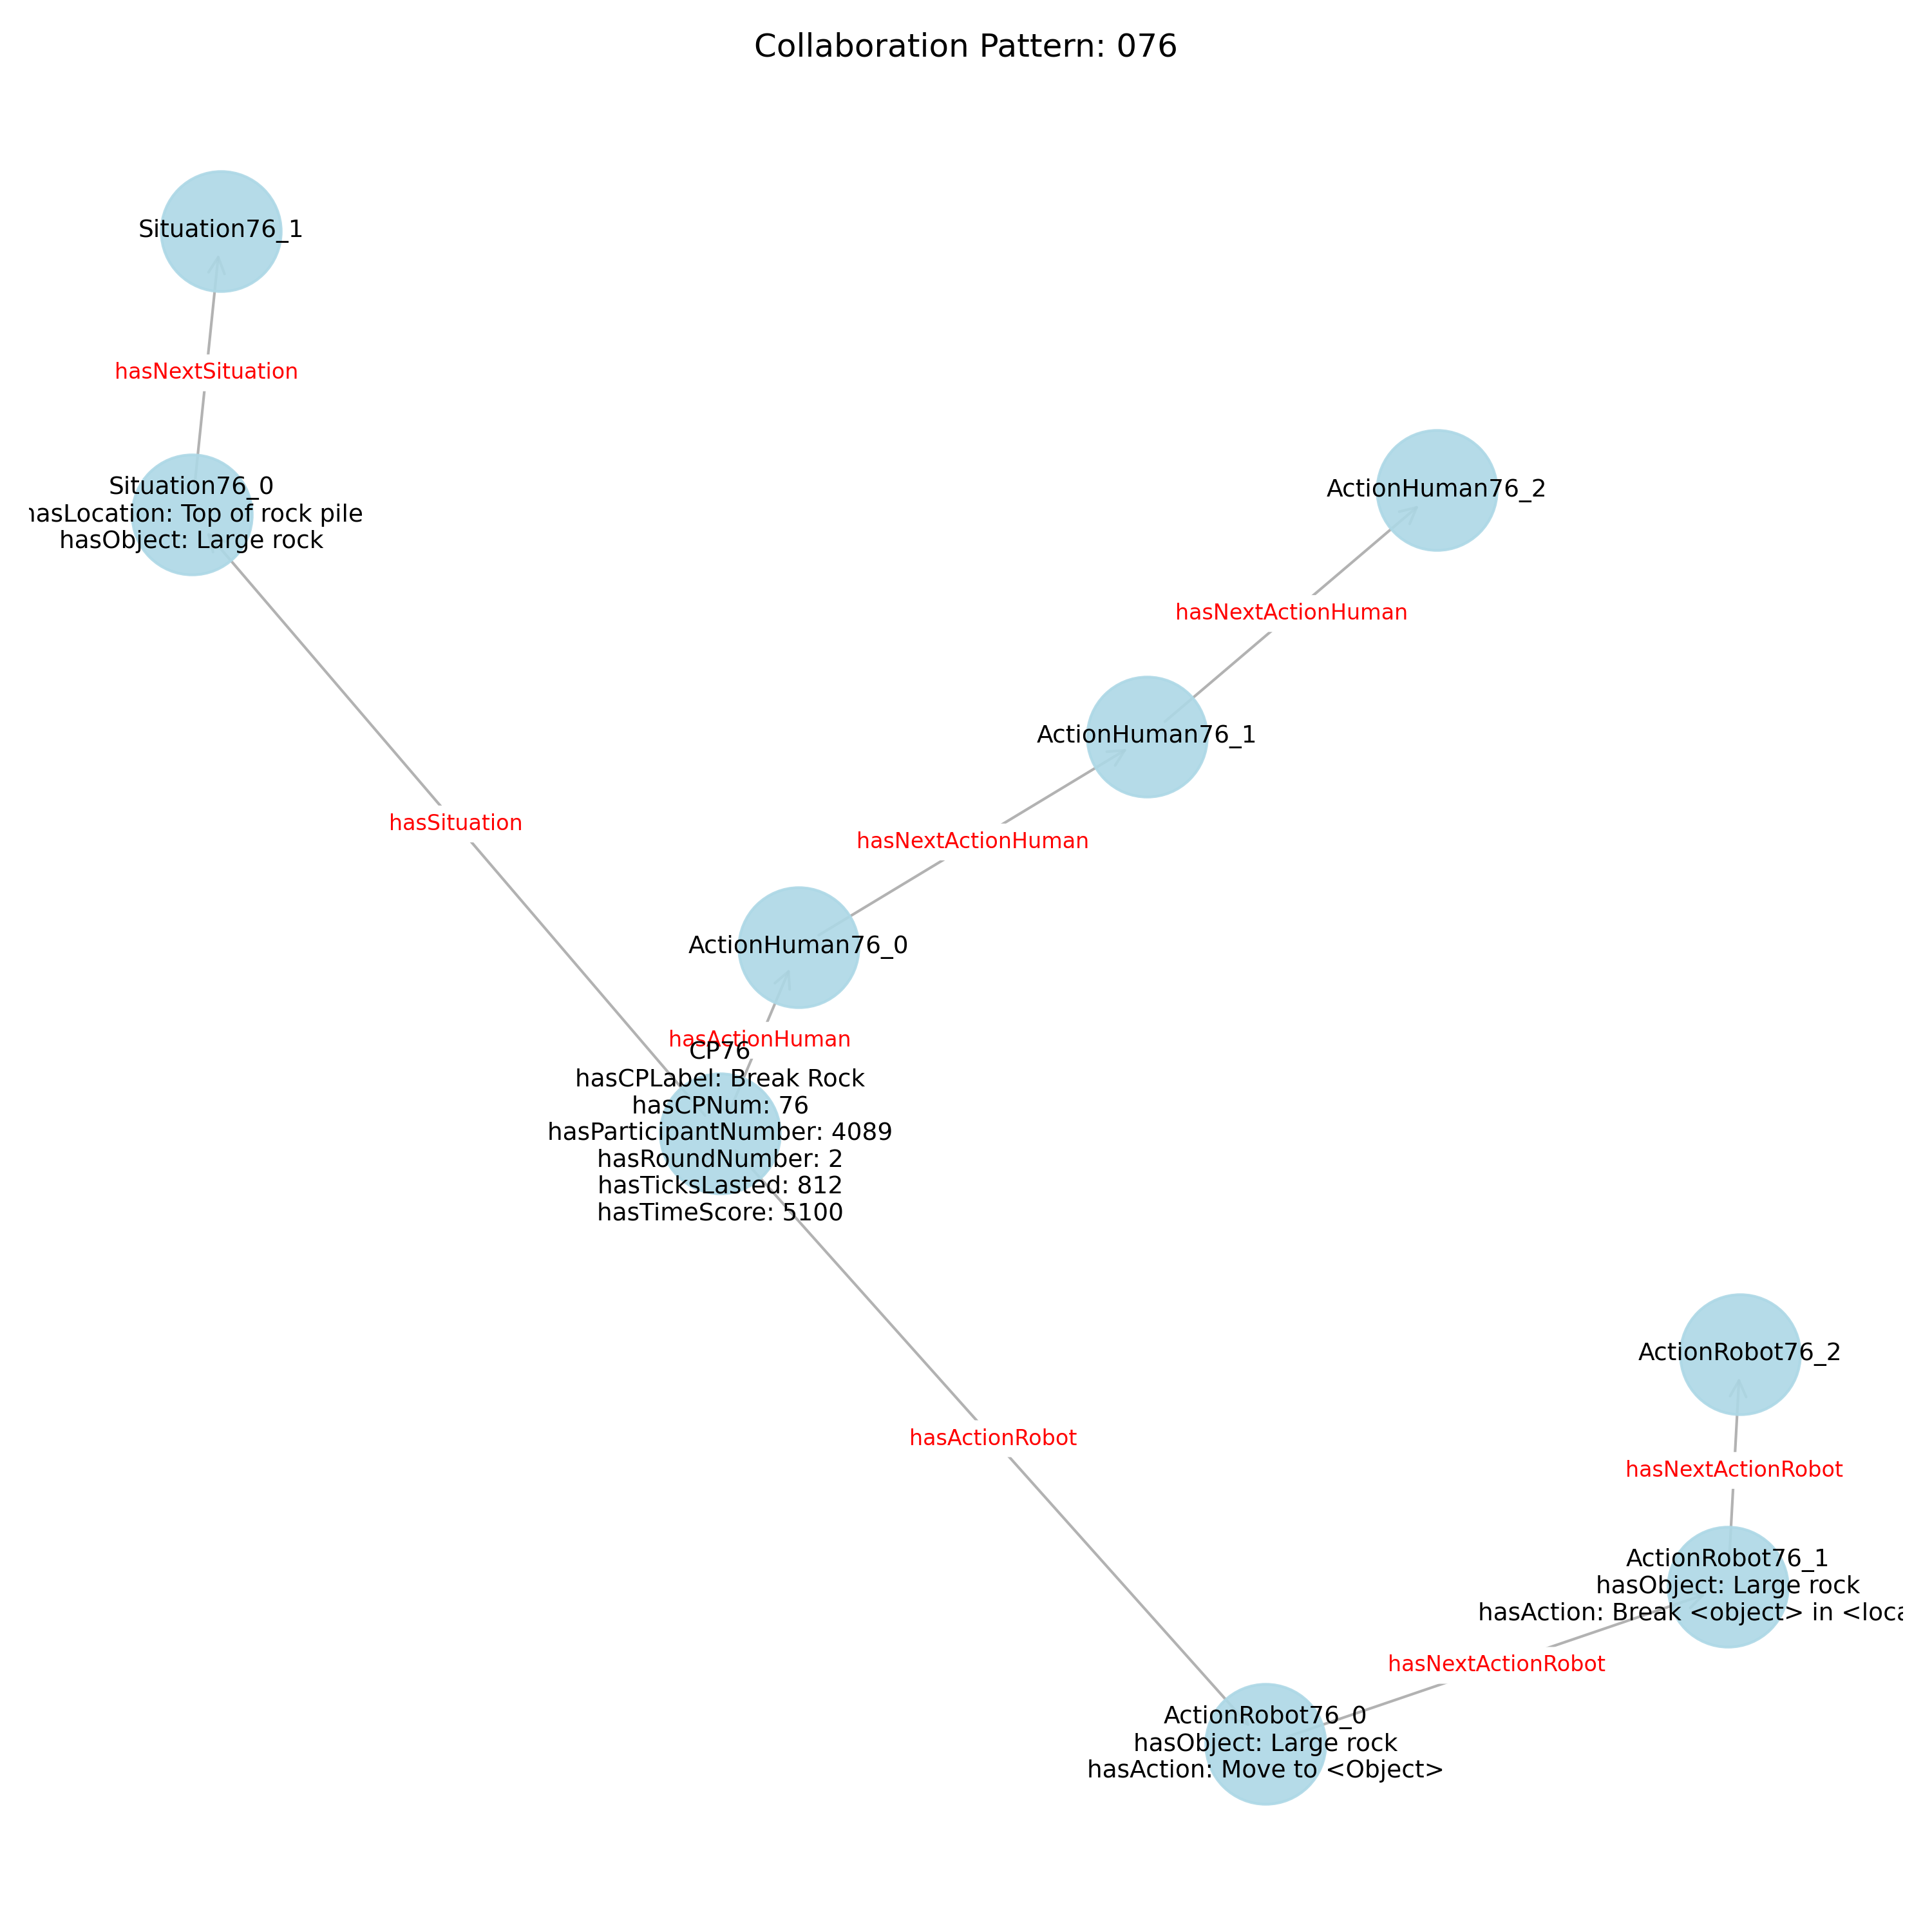 Collaboration Pattern: 076
Situation76_1
hasNextSituation
Situation76_0
hasLocation: Top of rock pile
hasObject: Large rock
ActionHuman76_2
hasNextActionHuman
ActionHuman76_1
hasSituation
hasNextActionHuman
ActionHuman76_0
hasActionHuman
CP76
hasCPLabel: Break Rock
hasCPNum: 76
hasParticipantNumber: 4089
hasRoundNumber: 2
hasTicksLasted: 812
hasTimeScore: 5100
ActionRobot76_2
hasActionRobot
hasNextActionRobot
ActionRobot76_1
hasObject: Large rock
hasAction: Break <object> in <loca
hasNextActionRobot
ActionRobot76_0
hasObject: Large rock
hasAction: Move to <Object>